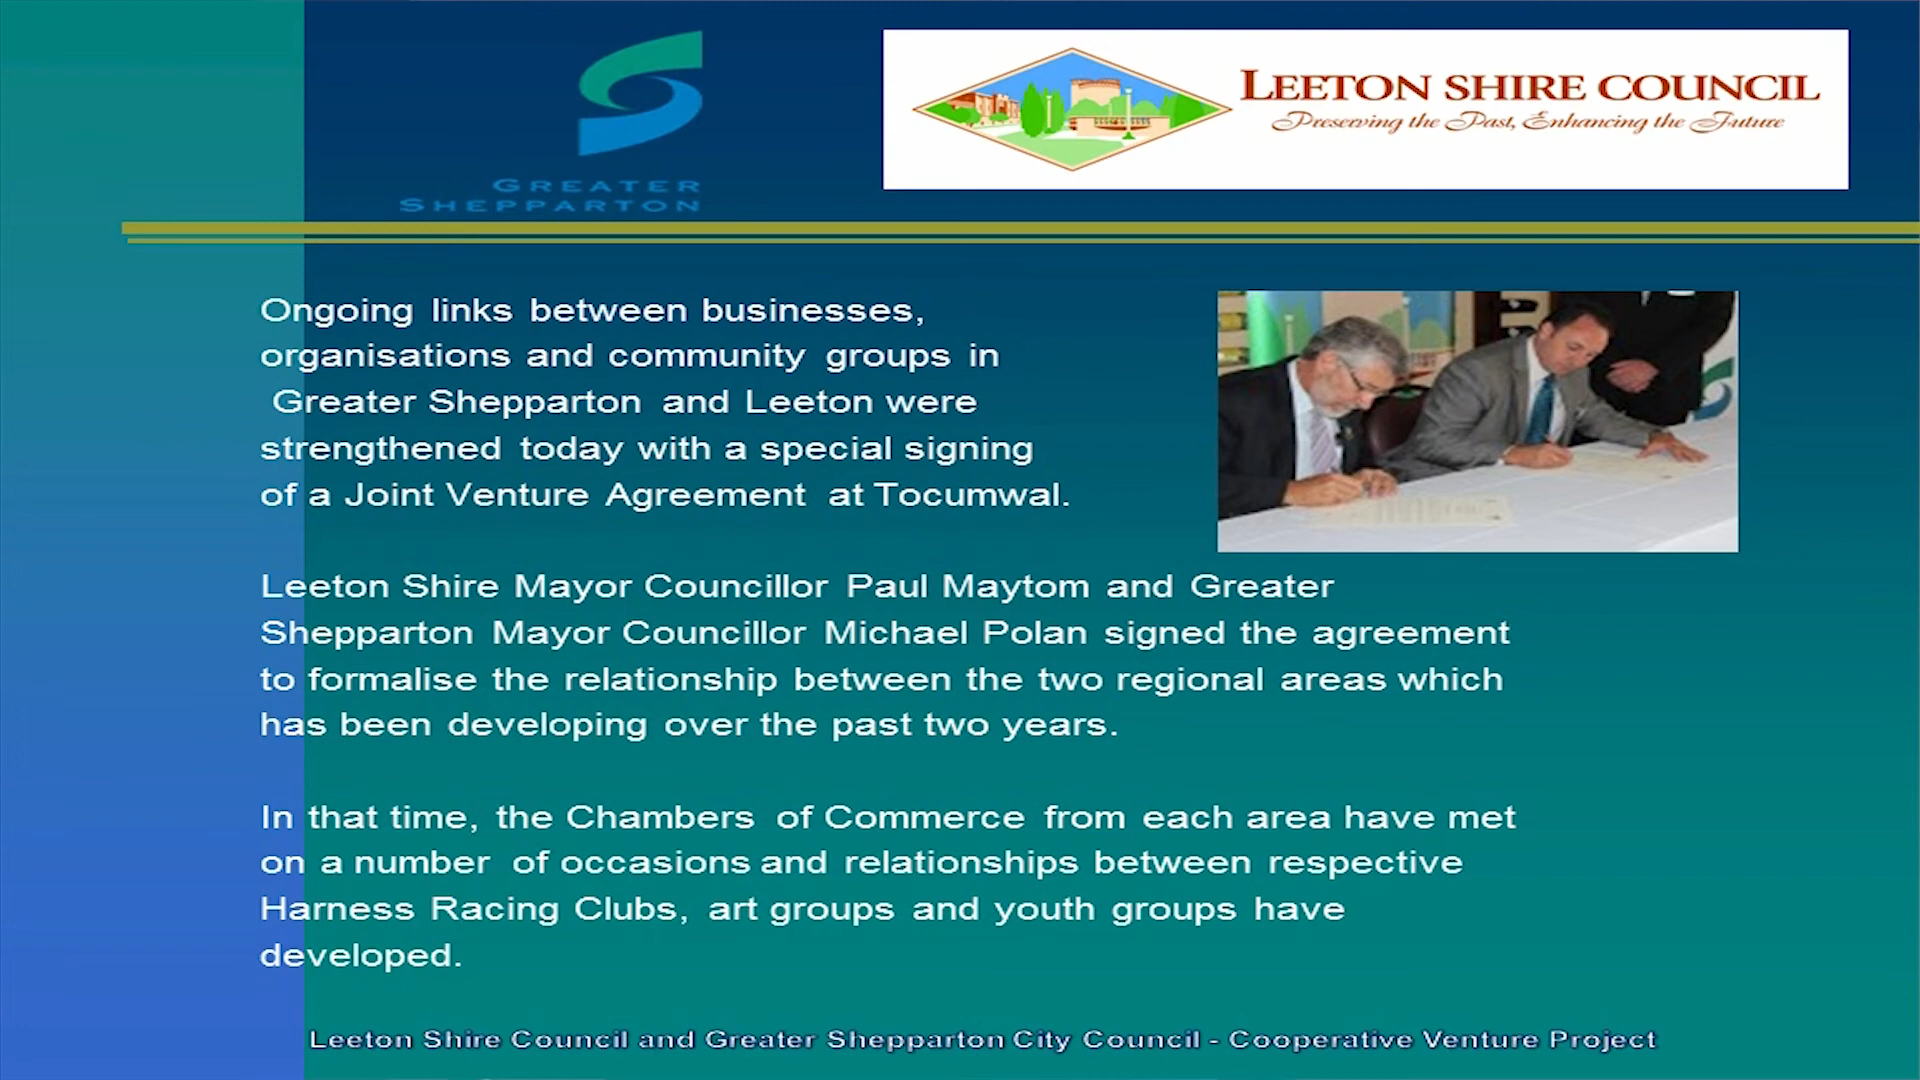 GREATER
SHEPPARTON
LEETON SHIRE COUNCIL
Preserving the Past, Enhancing the Future
Ongoing links between businesses,
organisations and community groups in
Greater Shepparton and Leeton were
strengthened today with a special signing
of a Joint Venture Agreement at Tocumwal.
Leeton Shire Mayor Councillor Paul Maytom and Greater
Shepparton Mayor Councillor Michael Polan signed the agreement
to formalise the relationship between the two regional areas which
has been developing over the past two years.
In that time, the Chambers of Commerce from each area have met
on a number of occasions and relationships between respective
Harness Racing Clubs, art groups and youth groups have
developed.
Leeton Shire Council and Greater Shepparton City Council - Cooperative Venture Project